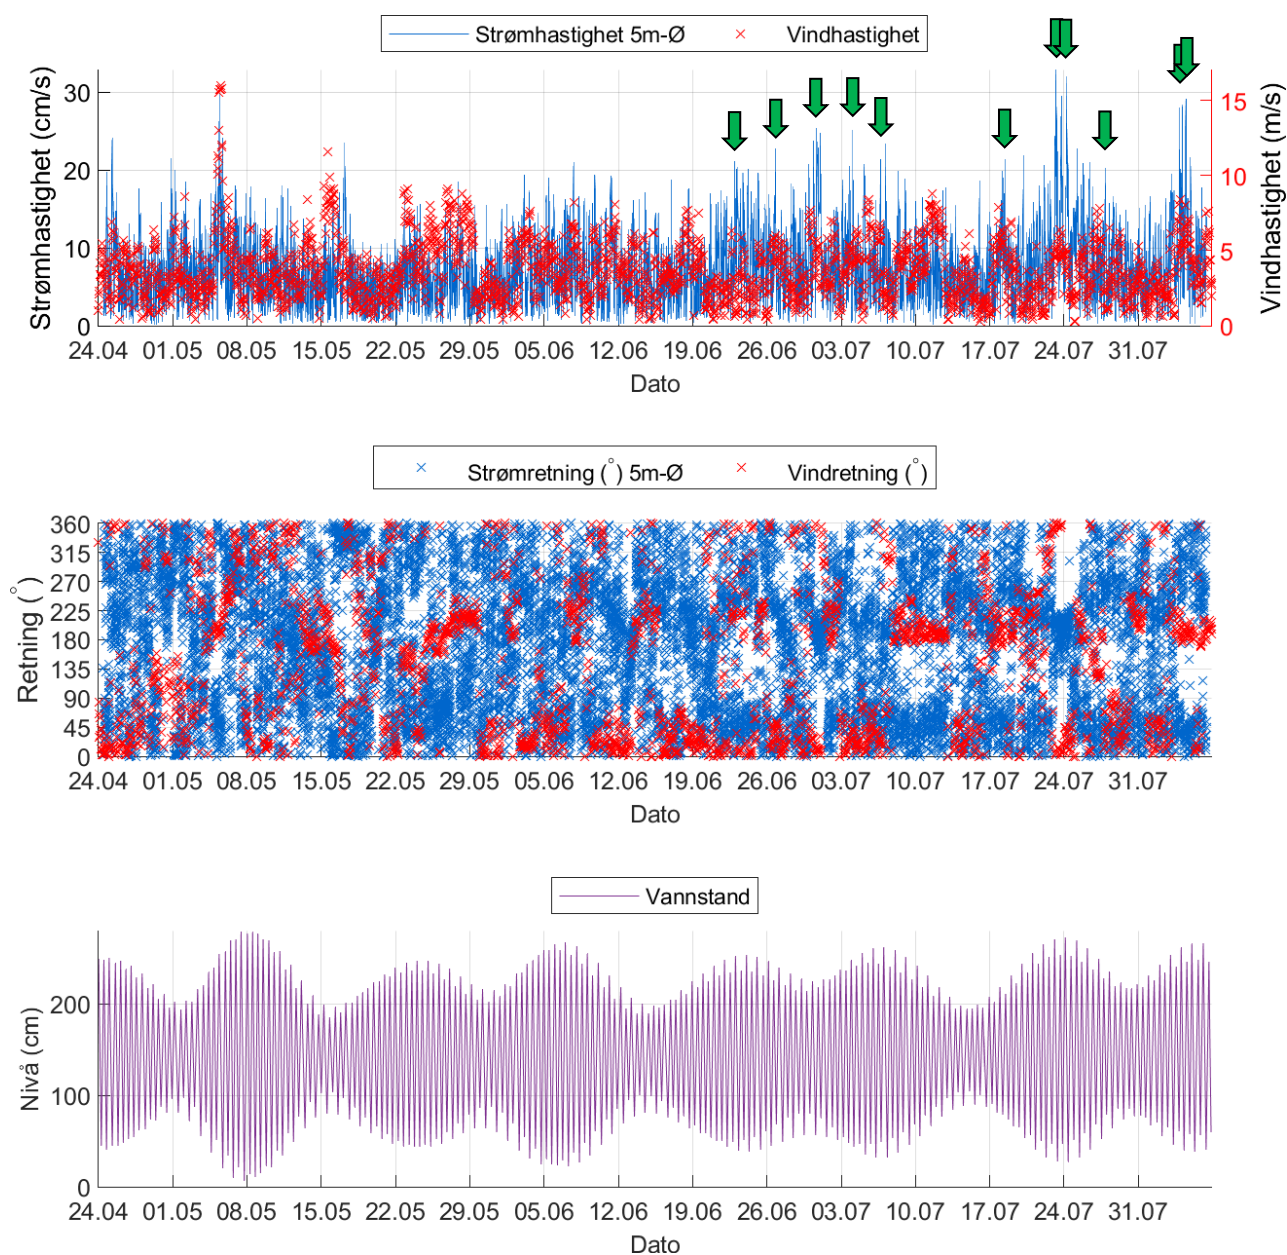 Strømhastighet 5m-Ø Vindhastighet
Strømhastighet (cm/s)
30
20
10
0
15
10
5
0
Vindhastighet (m/s)
24.04 01.05 08.05 15.05 22.05 29.05 05.06 12.06 19.06 26.06 03.07 10.07 17.07 24.07 31.07
Dato
Strømretning (°) 5m-Ø Vindretning (°)
Retning (°)
360
315
270
225
180
135
90
45
0
24.04 01.05 08.05 15.05 22.05 29.05 05.06 12.06 19.06 26.06 03.07 10.07 17.07 24.07 31.07
Dato
Vannstand
Nivå (cm)
200
100
0
24.04 01.05 08.05 15.05 22.05 29.05 05.06 12.06 19.06 26.06 03.07 10.07 17.07 24.07 31.07
Dato